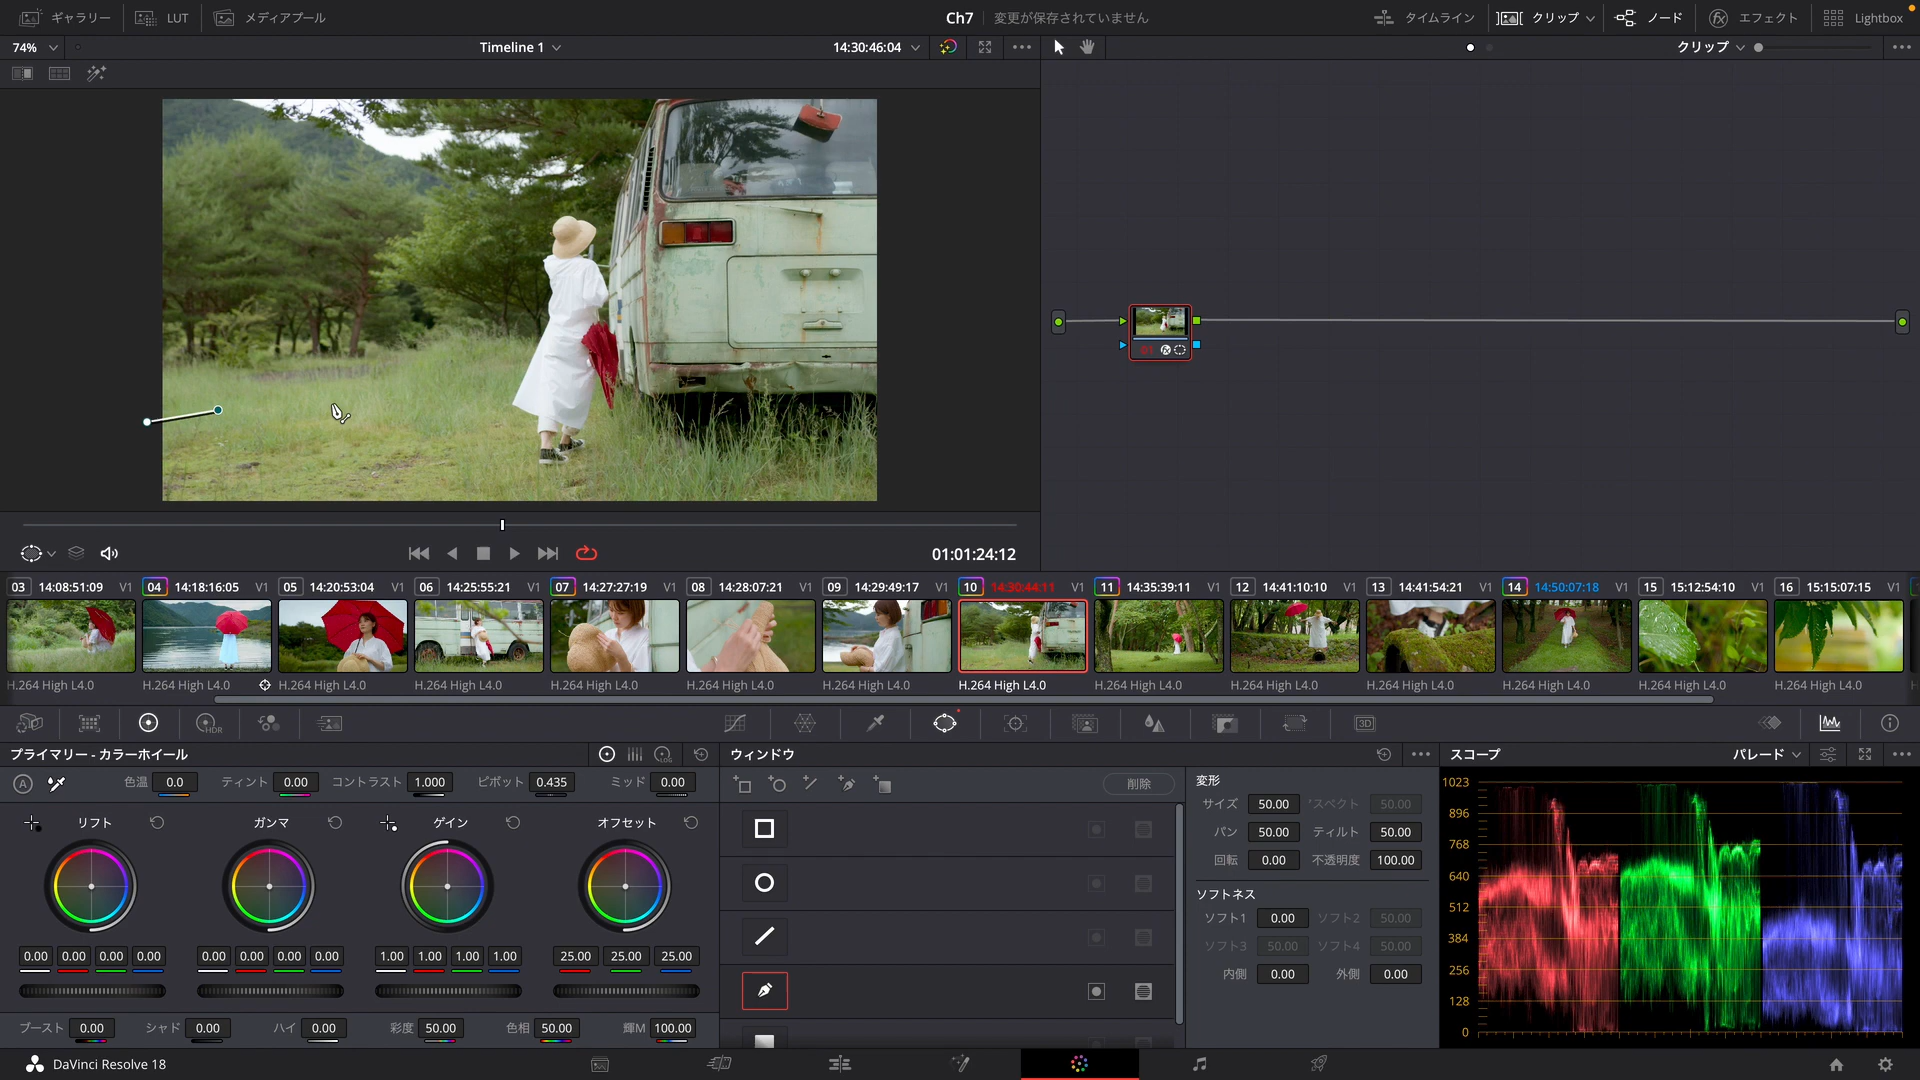 ギャラリー LUT メディアプール Ch7 変更が保存されていません タイムライン クリップ ノード エフェクト Lightbox
74% Timeline 1 14:30:46:04 クリップ
01
01:01:24:12
03 14:08:51:09 V1 04 14:18:16:05 V1 05 14:20:53:04 V1 06 14:25:55:21 V1 07 14:27:27:19 V1 08 14:28:07:21 V1 09 14:29:49:17 V1 10 14:30:44:11 V1 11 14:35:39:11 V1 12 14:41:10:10 V1 13 14:41:54:21 V1 14 14:50:07:18 V1 15 15:12:54:10 V1 16 15:15:07:15 V1
H.264 High L4.0 H.264 High L4.0 H.264 High L4.0 H.264 High L4.0 H.264 High L4.0 H.264 High L4.0 H.264 High L4.0 H.264 High L4.0 H.264 High L4.0 H.264 High L4.0 H.264 High L4.0 H.264 High L4.0 H.264 High L4.0 H.264 High L4.0
HDR 3D
プライマリー - カラーホイール LOG ウィンドウ スコープ パレード
A 色温 0.0 ティント 0.00 コントラスト 1.000 ピボット 0.435 ミッド 0.00 削除
リフト ガンマ ゲイン オフセット
0.00 0.00 0.00 0.00 0.00 0.00 0.00 0.00 1.00 1.00 1.00 1.00 25.00 25.00 25.00
ブースト 0.00 シャド 0.00 ハイ 0.00 彩度 50.00 色相 50.00 輝M 100.00
変形
サイズ 50.00 スペクト 50.00
パン 50.00 ティルト 50.00
回転 0.00 不透明度 100.00
ソフトネス
ソフト1 0.00 ソフト2 50.00
ソフト3 50.00 ソフト4 50.00
内側 0.00 外側 0.00
1023
896
768
640
512
384
256
128
0
DaVinci Resolve 18